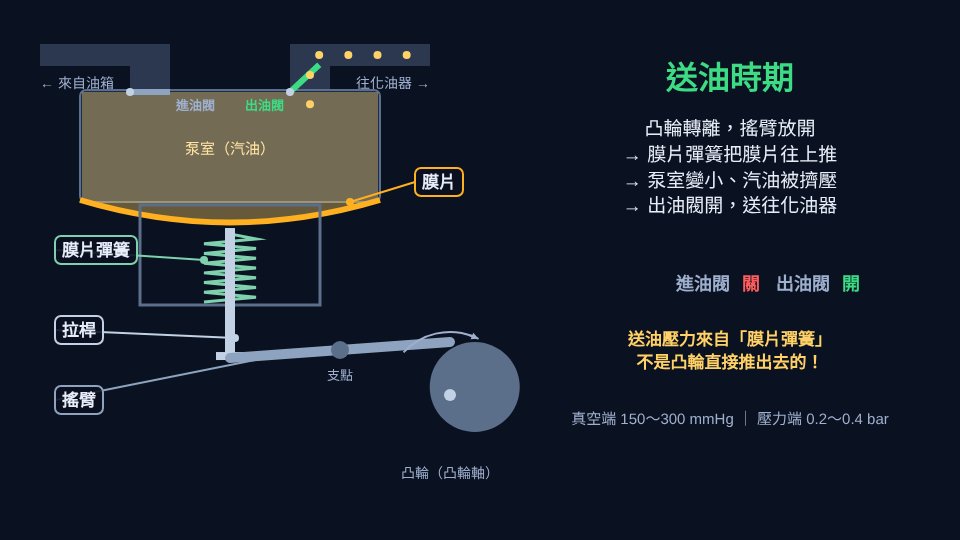 ← 來自油箱
往化油器 →
進油閥
出油閥
泵室（汽油）
膜片
膜片彈簧
拉桿
搖臂
支點
凸輪（凸輪軸）
送油時期
凸輪轉離，搖臂放開
→ 膜片彈簧把膜片往上推
→ 泵室變小、汽油被擠壓
→ 出油閥開，送往化油器
進油閥 關 出油閥 開
送油壓力來自「膜片彈簧」
不是凸輪直接推出去的！
真空端 150～300 mmHg ｜ 壓力端 0.2～0.4 bar